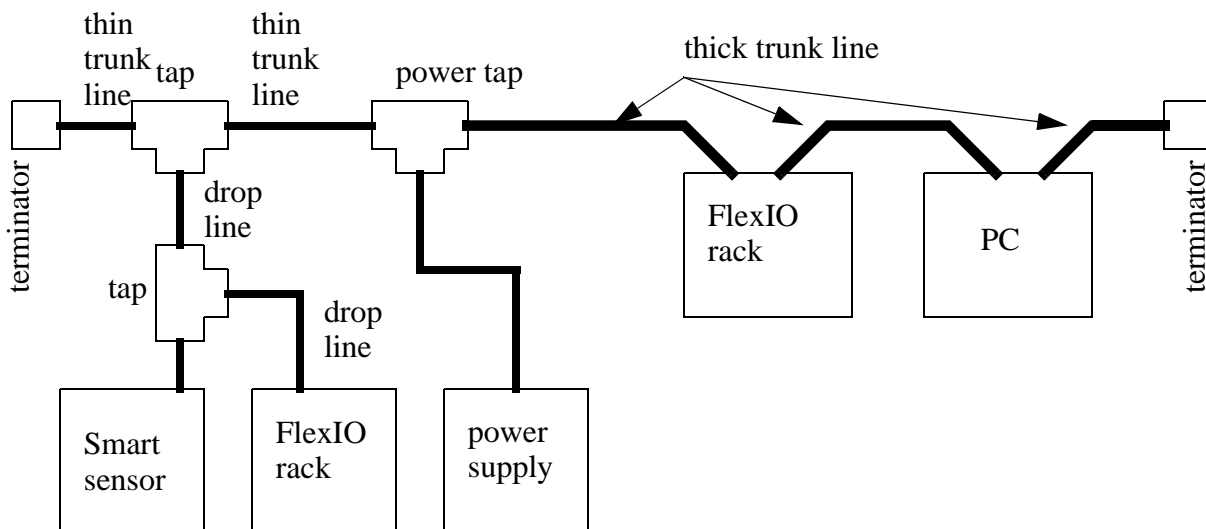 thin
trunk
line
tap
thin
trunk
line
power tap
thick trunk line
terminator
drop
line
tap
drop
line
FlexIO
rack
PC
terminator
Smart
sensor
FlexIO
rack
power
supply